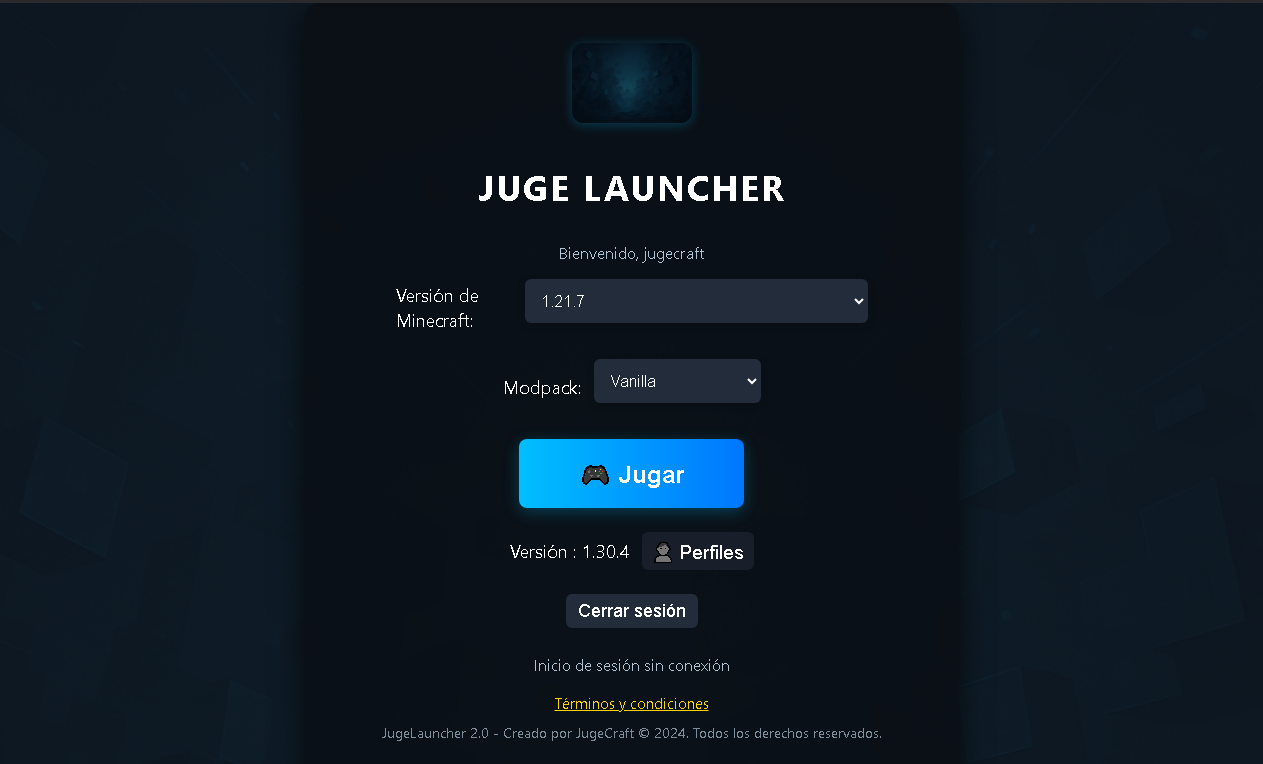 JUGE LAUNCHER
Bienvenido, jugecraft
Versión de
Minecraft:
1.21.7
Modpack:
Vanilla
Jugar
Versión : 1.30.4
Perfiles
Cerrar sesión
Inicio de sesión sin conexión
Términos y condiciones
JugeLauncher 2.0 - Creado por JugeCraft © 2024. Todos los derechos reservados.